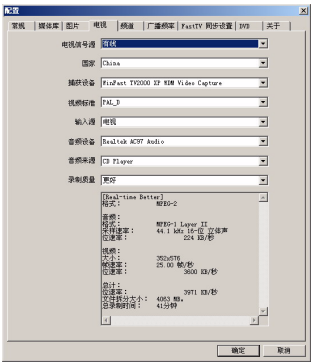 配置
常规 媒体库 图片 电视 频道 广播频率 FastTV 同步设置 DVD 关于
电视信号源 有线
国家 China
捕获设备 WinFast TV2000 XP WDM Video Capture
视频标准 PAL_D
输入源 电视
音频设备 Realtek AC97 Audio
音频来源 CD Player
录制质量 更好
[Real-time Better]
格式: MPEG-2
音频:
格式: MPEG-1 Layer II
采样速率: 44.1 kHz 16-位 立体声
位速率: 224 KB/秒
视频:
大小: 352x576
帧速率: 25.00 帧/秒
位速率: 3600 KB/秒
总计:
位速率: 3971 KB/秒
文件拆分大小: 4063 MB。
总录制时间: 41分钟
确定 取消